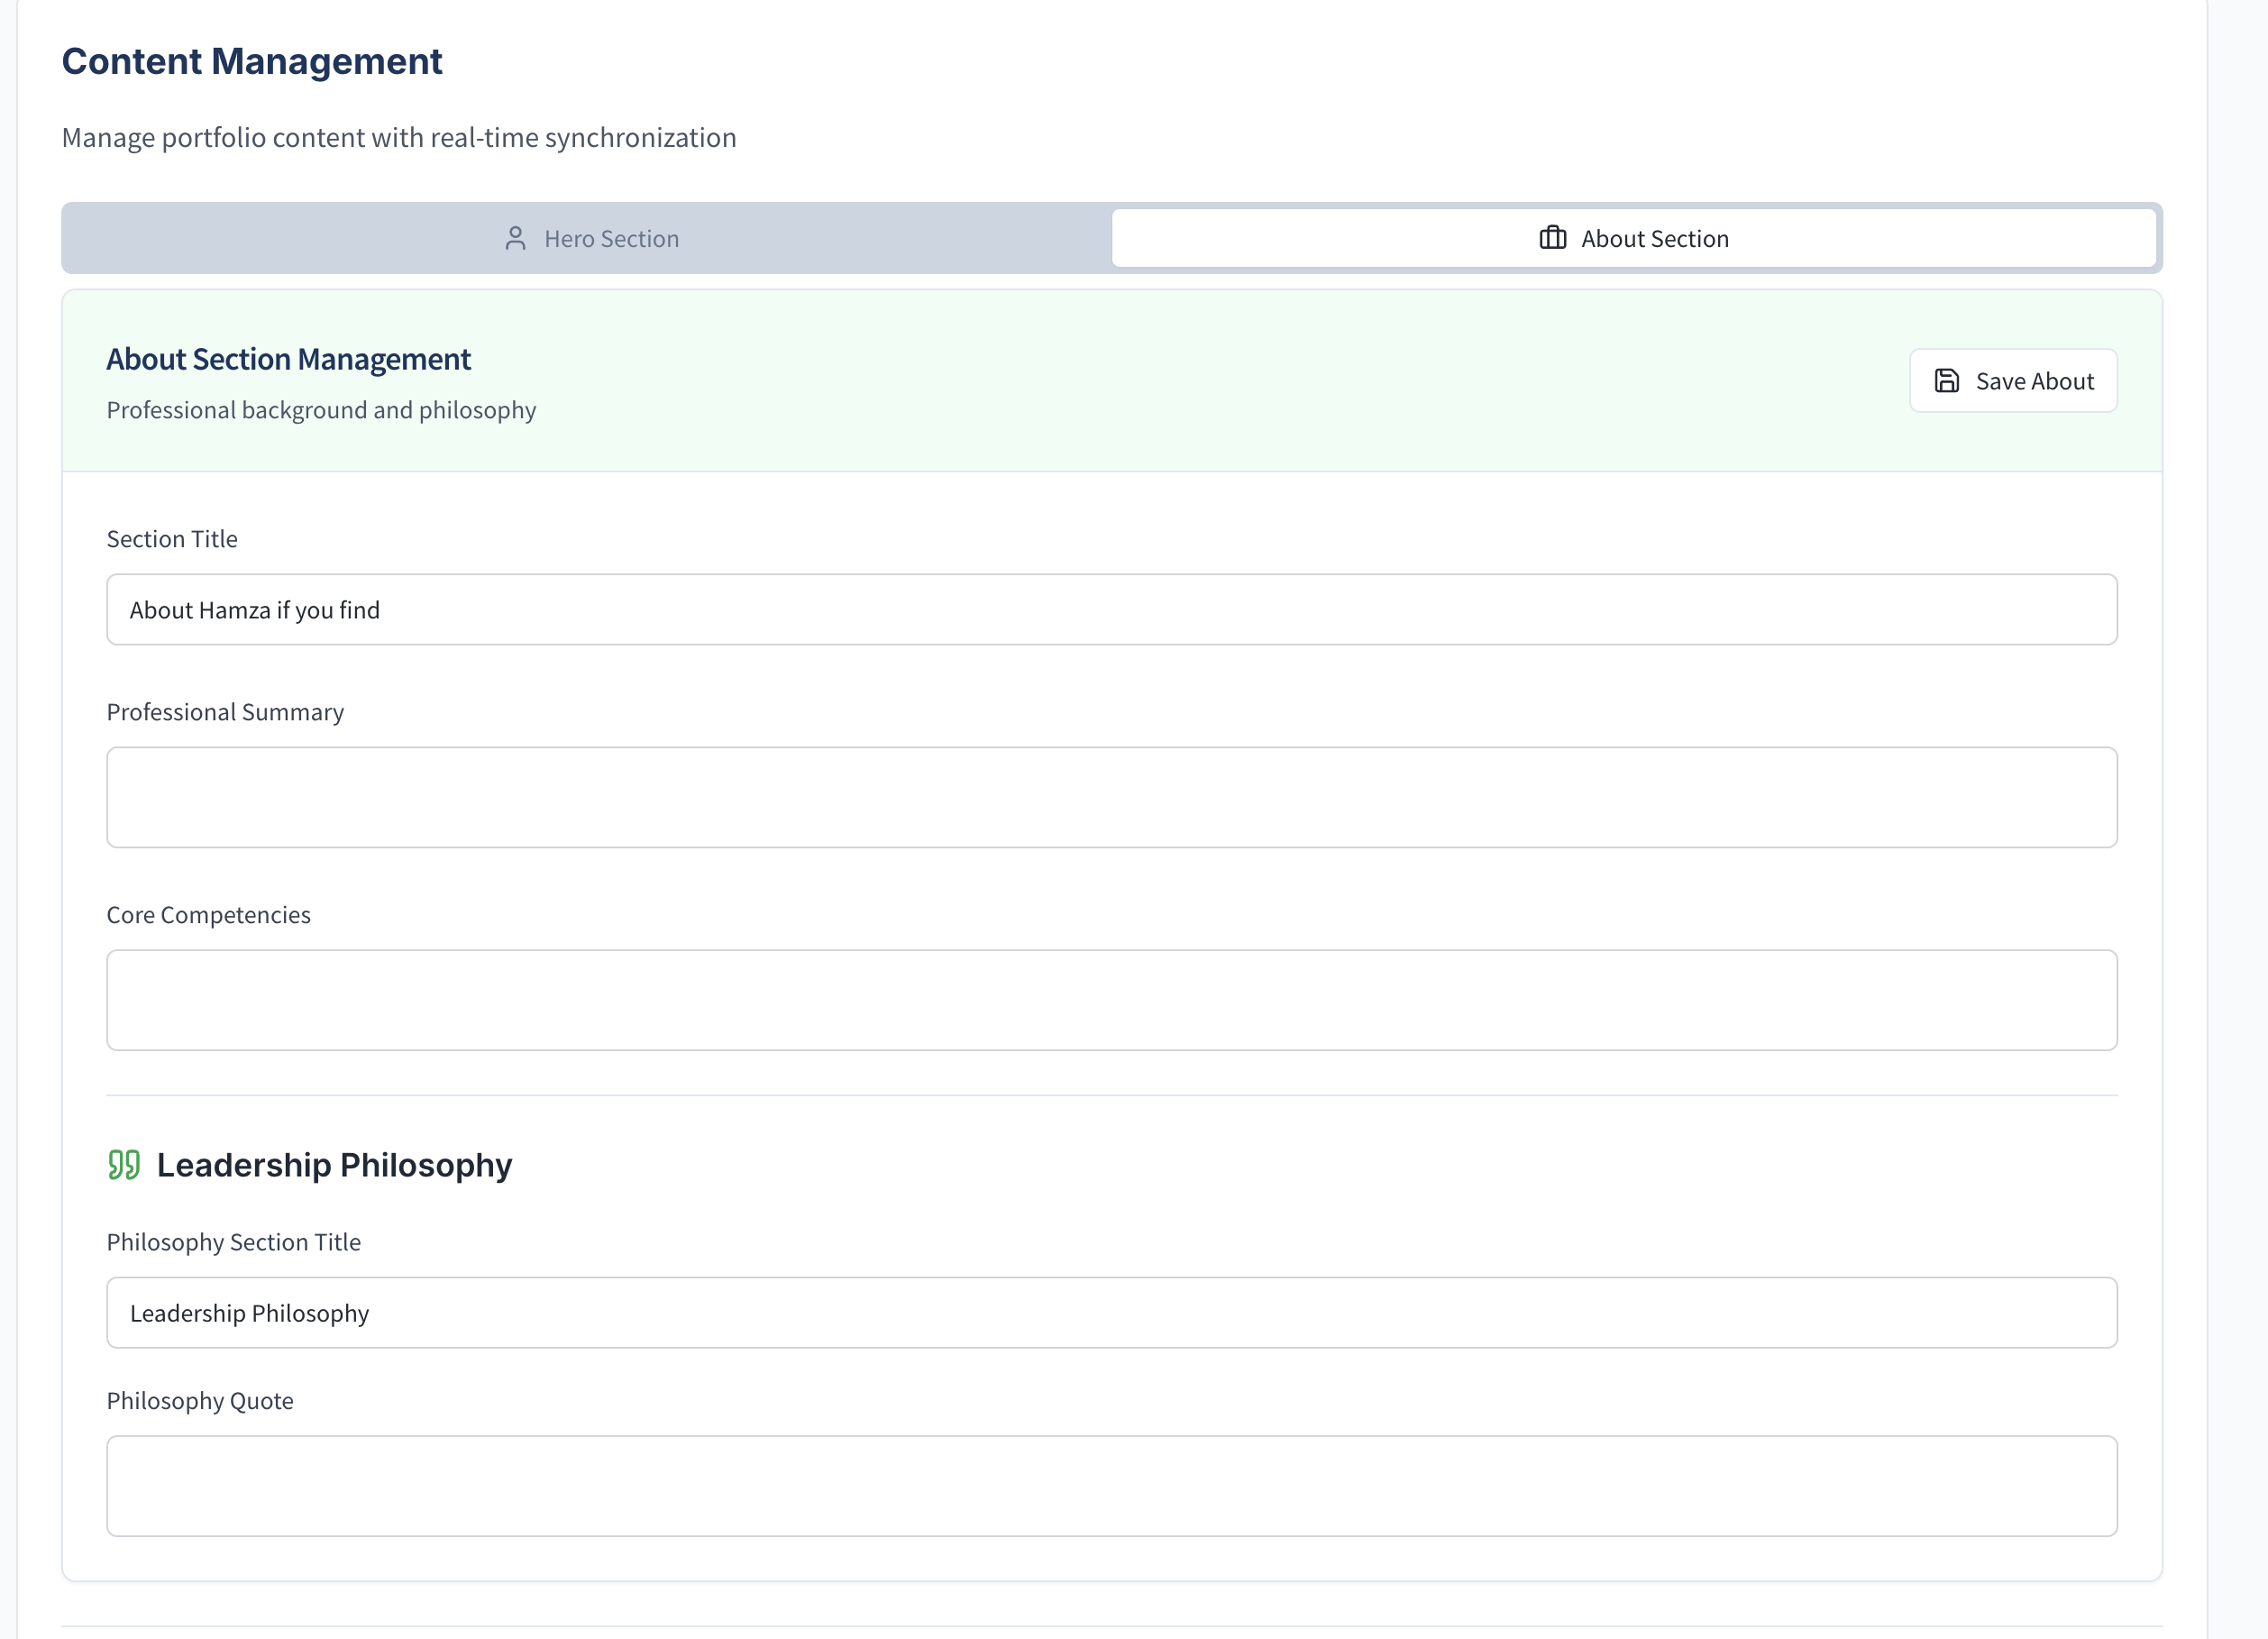 Content Management
Manage portfolio content with real-time synchronization
Hero Section
About Section
About Section Management
Professional background and philosophy
Save About
Section Title
About Hamza if you find
Professional Summary
Core Competencies
Leadership Philosophy
Philosophy Section Title
Leadership Philosophy
Philosophy Quote